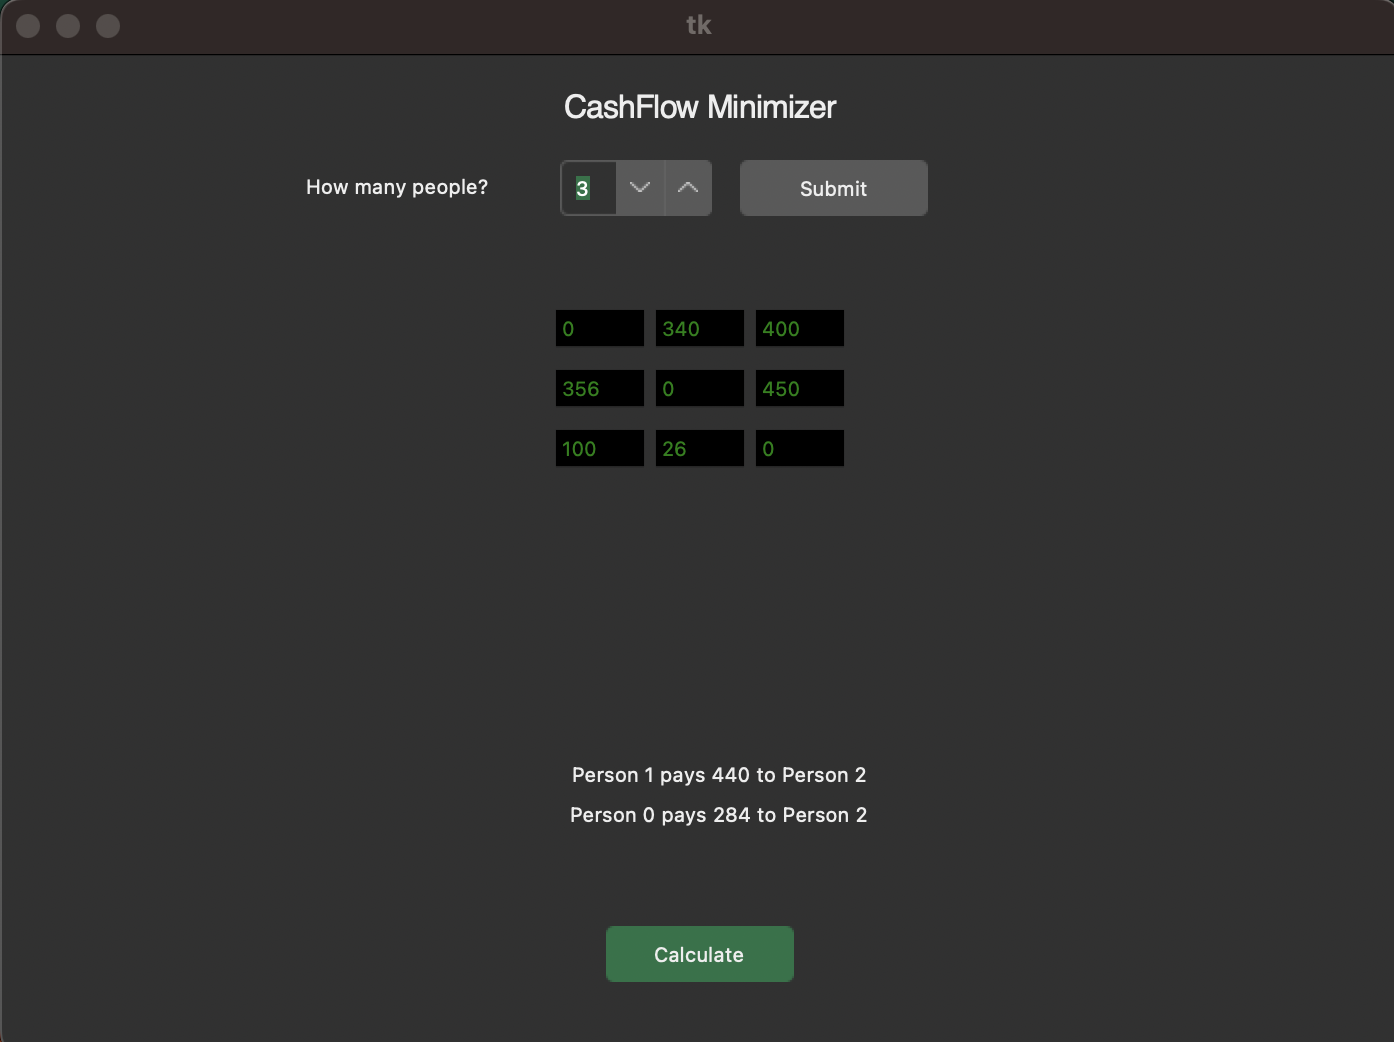 tk
CashFlow Minimizer
How many people? 3 Submit
0 340 400
356 0 450
100 26 0
Person 1 pays 440 to Person 2
Person 0 pays 284 to Person 2
Calculate